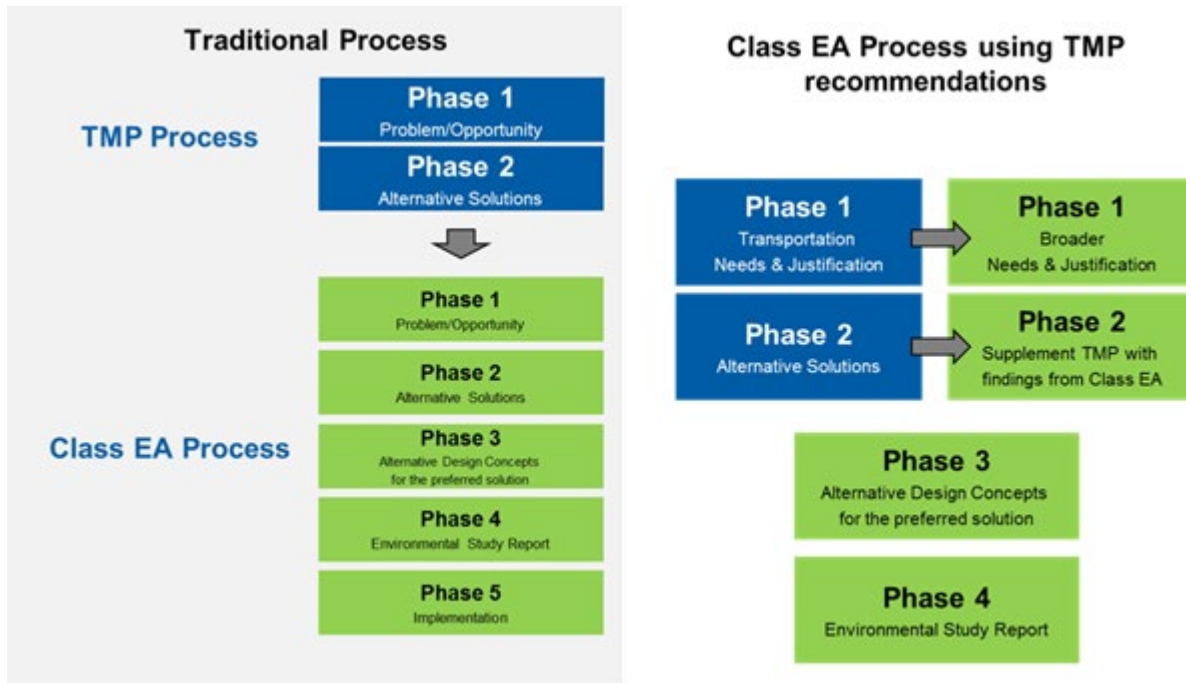 Traditional Process
TMP Process
Phase 1
Problem/Opportunity
Phase 2
Alternative Solutions
Class EA Process
Phase 1
Problem/Opportunity
Phase 2
Alternative Solutions
Phase 3
Alternative Design Concepts
for the preferred solution
Phase 4
Environmental Study Report
Phase 5
Implementation
Class EA Process using TMP
recommendations
Phase 1
Transportation
Needs & Justification
Phase 1
Broader
Needs & Justification
Phase 2
Alternative Solutions
Phase 2
Supplement TMP with
findings from Class EA
Phase 3
Alternative Design Concepts
for the preferred solution
Phase 4
Environmental Study Report